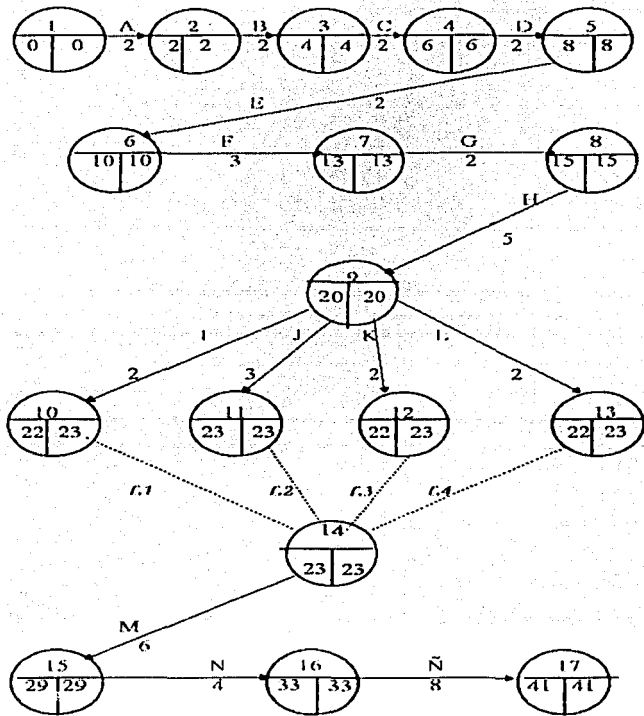 1 2 3 4 5
A B C D
0 0 2 2 4 4 6 6 8 8
2 2 2 2
E 2
6 7 8
F G
10 10 13 13 15 15
3 2
H
5
9
20 20
I J K L
2 3 2 2
10 11 12 13
22 23 23 23 22 23 22 23
f.1 f.2 f.3 f.4
14
23 23
M
6
15 16 17
N Ñ
29 29 33 33 41 41
4 8